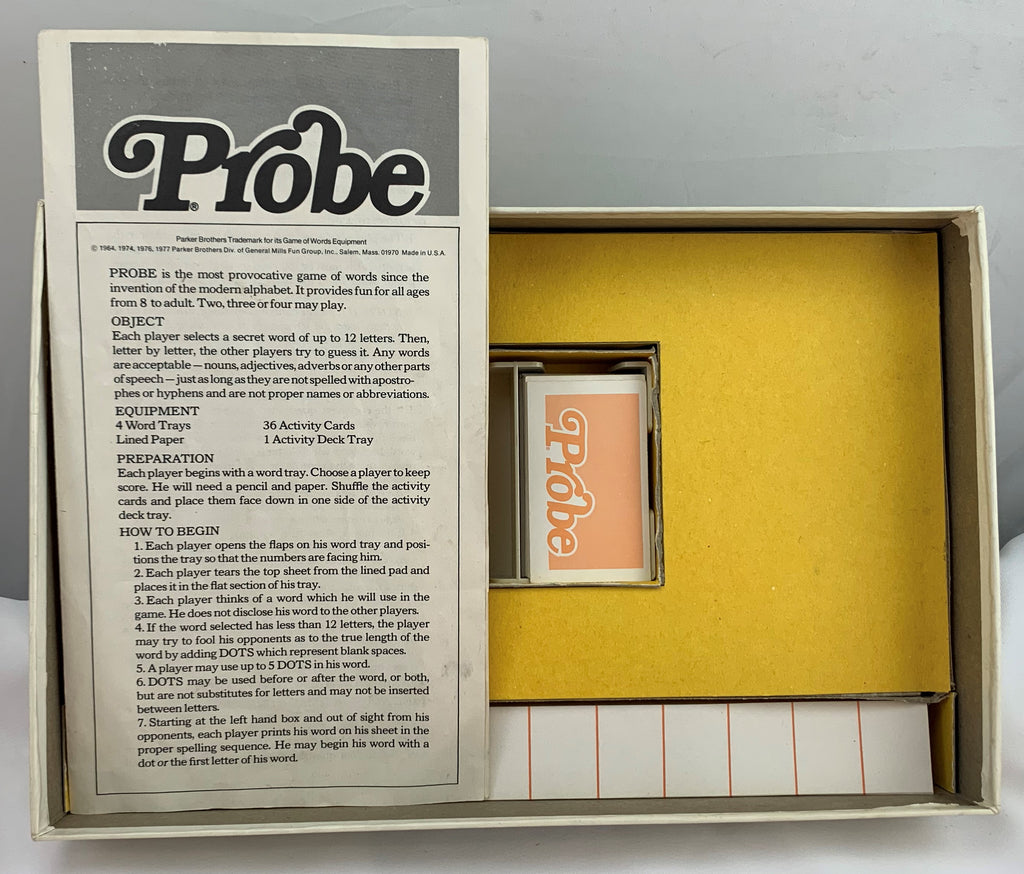 Probe®
Parker Brothers Trademark for its Game of Words Equipment
© 1964, 1974, 1976, 1977 Parker Brothers Div. of General Mills Fun Group, Inc., Salem, Mass. 01970 Made in U.S.A.
PROBE is the most provocative game of words since the
invention of the modern alphabet. It provides fun for all ages
from 8 to adult. Two, three or four may play.
OBJECT
Each player selects a secret word of up to 12 letters. Then,
letter by letter, the other players try to guess it. Any words
are acceptable — nouns, adjectives, adverbs or any other parts
of speech — just as long as they are not spelled with apostro-
phes or hyphens and are not proper names or abbreviations.
EQUIPMENT
4 Word Trays 36 Activity Cards
Lined Paper 1 Activity Deck Tray
PREPARATION
Each player begins with a word tray. Choose a player to keep
score. He will need a pencil and paper. Shuffle the activity
cards and place them face down in one side of the activity
deck tray.
HOW TO BEGIN
1. Each player opens the flaps on his word tray and posi-
tions the tray so that the numbers are facing him.
2. Each player tears the top sheet from the lined pad and
places it in the flat section of his tray.
3. Each player thinks of a word which he will use in the
game. He does not disclose his word to the other players.
4. If the word selected has less than 12 letters, the player
may try to fool his opponents as to the true length of the
word by adding DOTS which represent blank spaces.
5. A player may use up to 5 DOTS in his word.
6. DOTS may be used before or after the word, or both,
but are not substitutes for letters and may not be inserted
between letters.
7. Starting at the left hand box and out of sight from his
opponents, each player prints his word on his sheet in the
proper spelling sequence. He may begin his word with a
dot or the first letter of his word.
Probe